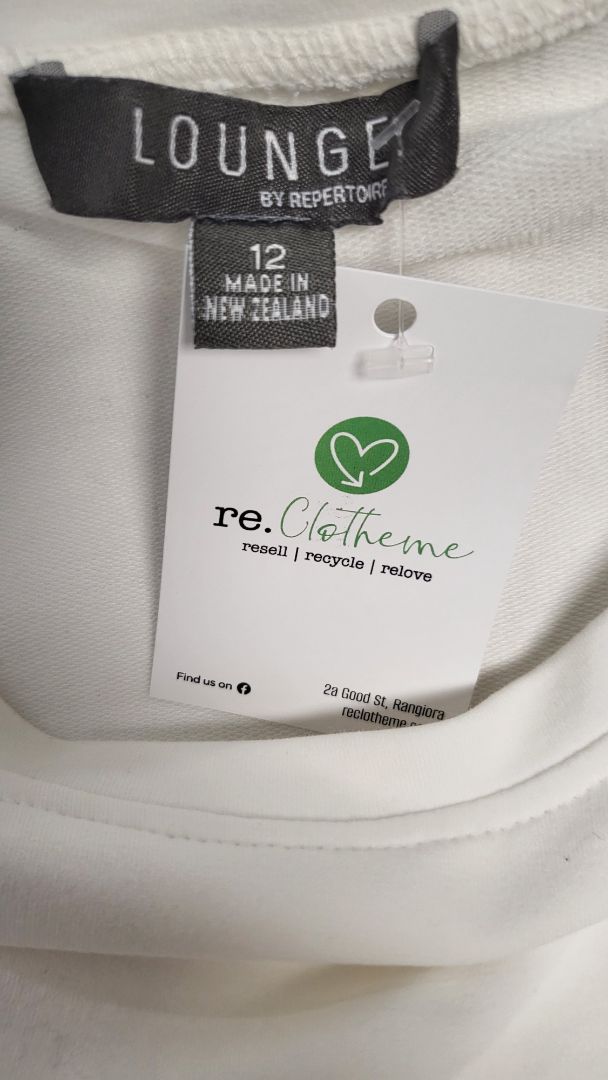 LOUNGE
BY REPERTOIRE
12
MADE IN
NEW ZEALAND
re.Clotheme
resell | recycle | relove
Find us on
2a Good St, Rangiora